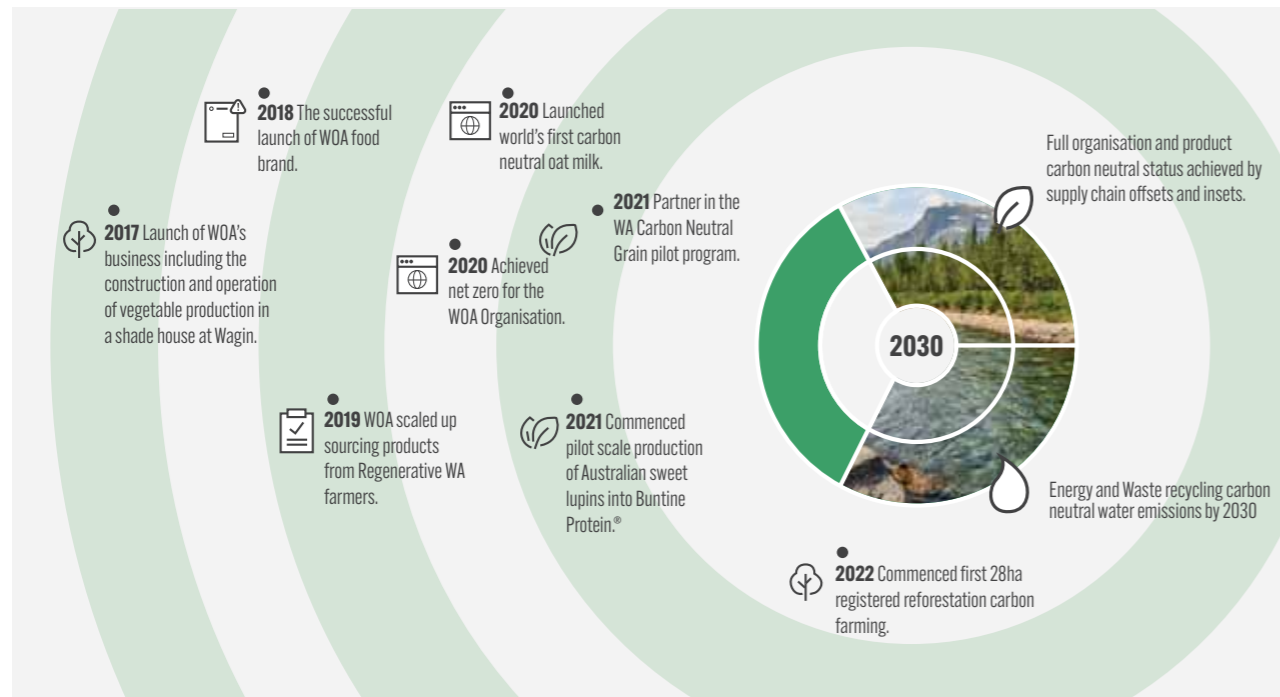 2018 The successful
launch of WOA food
brand.
2020 Launched
world's first carbon
neutral oat milk.
Full organisation and product
carbon neutral status achieved by
supply chain offsets and insets.
2017 Launch of WOA's
business including the
construction and operation
of vegetable production in
a shade house at Wagin.
2021 Partner in the
WA Carbon Neutral
Grain pilot program.
2020 Achieved
net zero for the
WOA Organisation.
2030
2019 WOA scaled up
sourcing products
from Regenerative WA
farmers.
2021 Commenced
pilot scale production
of Australian sweet
lupins into Buntine
Protein.®
Energy and Waste recycling carbon
neutral water emissions by 2030
2022 Commenced first 28ha
registered reforestation carbon
farming.